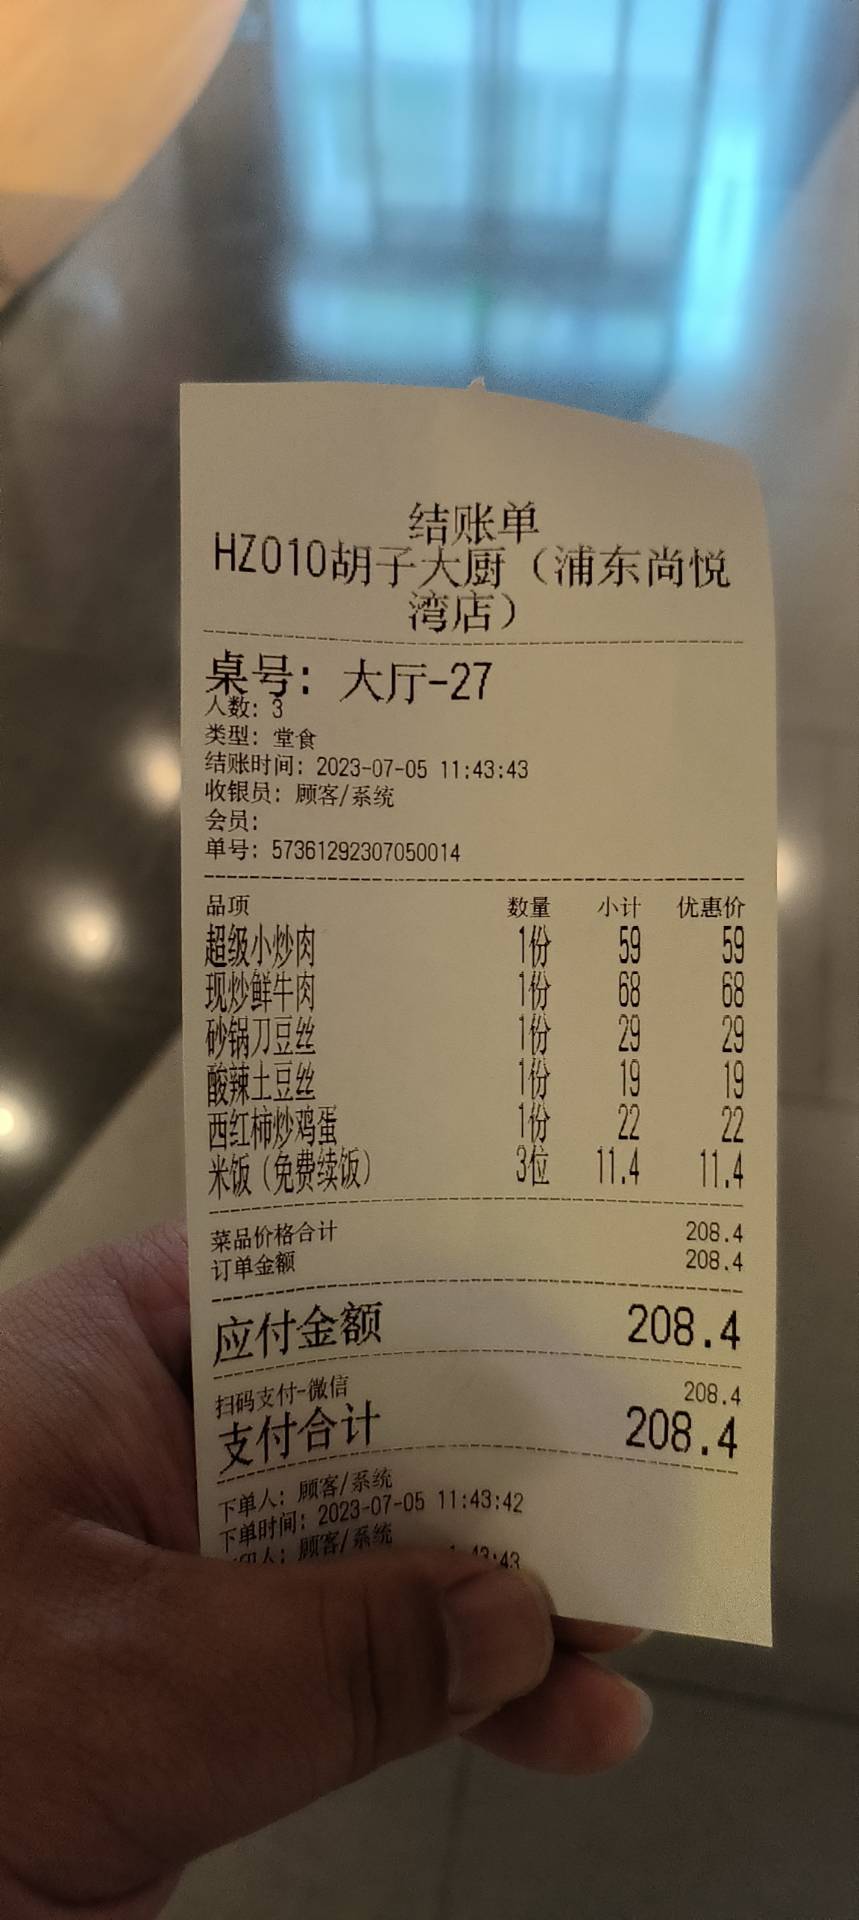 结账单
HZ010胡子大厨（浦东尚悦
湾店）
桌号：大厅-27
人数：3
类型：堂食
结账时间：2023-07-05 11:43:43
收银员：顾客/系统
会员：
单号：57361292307050014
品项 数量 小计 优惠价
超级小炒肉 1份 59 59
现炒鲜牛肉 1份 68 68
砂锅刀豆丝 1份 29 29
酸辣土豆丝 1份 19 19
西红柿炒鸡蛋 1份 22 22
米饭（免费续饭） 3位 11.4 11.4
菜品价格合计 208.4
订单金额 208.4
应付金额 208.4
扫码支付-微信 208.4
支付合计 208.4
下单人：顾客/系统
下单时间：2023-07-05 11:43:42
印人：顾客/系统
43:43